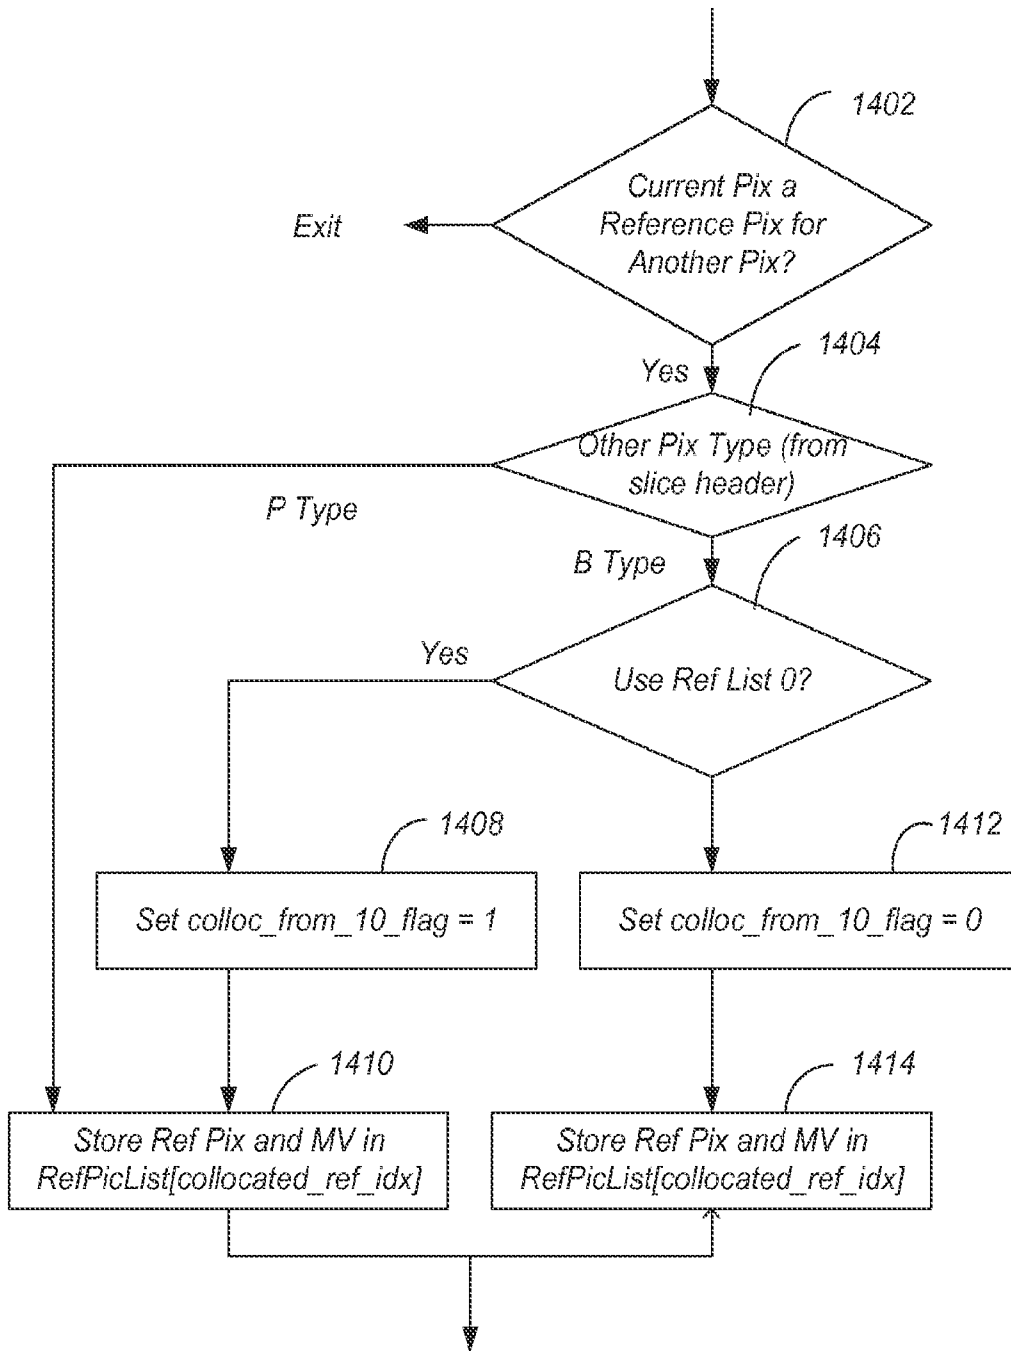 1402
Current Pix a
Reference Pix for
Another Pix?
Exit
Yes
1404
Other Pix Type (from
slice header)
P Type
B Type
1406
Yes
Use Ref List 0?
1408
1412
Set colloc_from_10_flag = 1
Set colloc_from_10_flag = 0
1410
1414
Store Ref Pix and MV in
RefPicList[collocated_ref_idx]
Store Ref Pix and MV in
RefPicList[collocated_ref_idx]